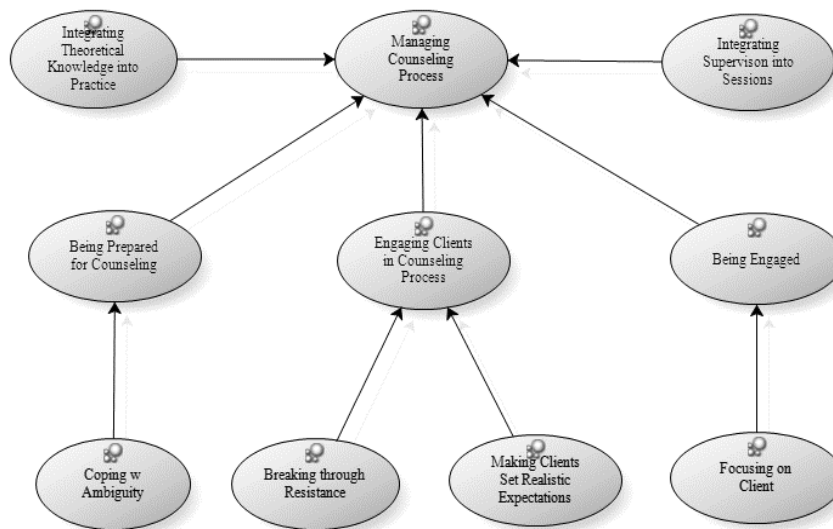 Integrating
Theoretical
Knowledge into
Practice
Managing
Counseling
Process
Integrating
Supervison into
Sessions
Being Prepared
for Counseling
Engaging Clients
in Counseling
Process
Being Engaged
Coping w
Ambiguity
Breaking through
Resistance
Making Clients
Set Realistic
Expectations
Focusing on
Client